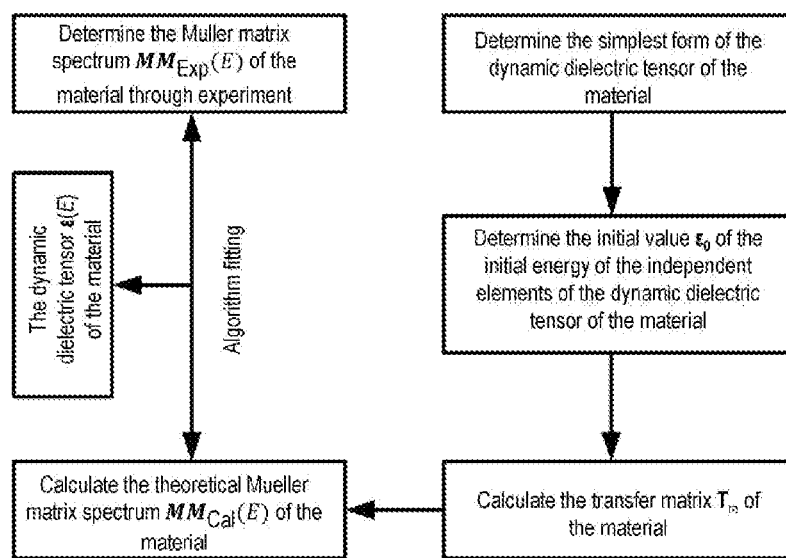 Determine the Muller matrix
spectrum MM_Exp(E) of the
material through experiment
Determine the simplest form of the
dynamic dielectric tensor of the
material
The dynamic
dielectric tensor ε(E)
of the material
Algorithm fitting
Determine the initial value ε₀ of the
initial energy of the independent
elements of the dynamic dielectric
tensor of the material
Calculate the theoretical Mueller
matrix spectrum MM_Cal(E) of the
material
Calculate the transfer matrix T of
the material